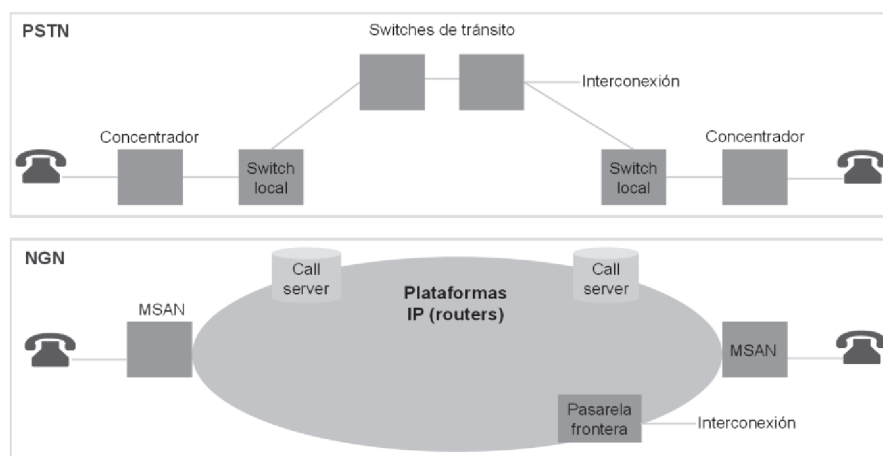 PSTN
Switches de tránsito
Interconexión
Concentrador
Concentrador
Switch
local
Switch
local
NGN
Call
server
Call
server
Plataformas
IP (routers)
MSAN
MSAN
Pasarela
frontera
Interconexión